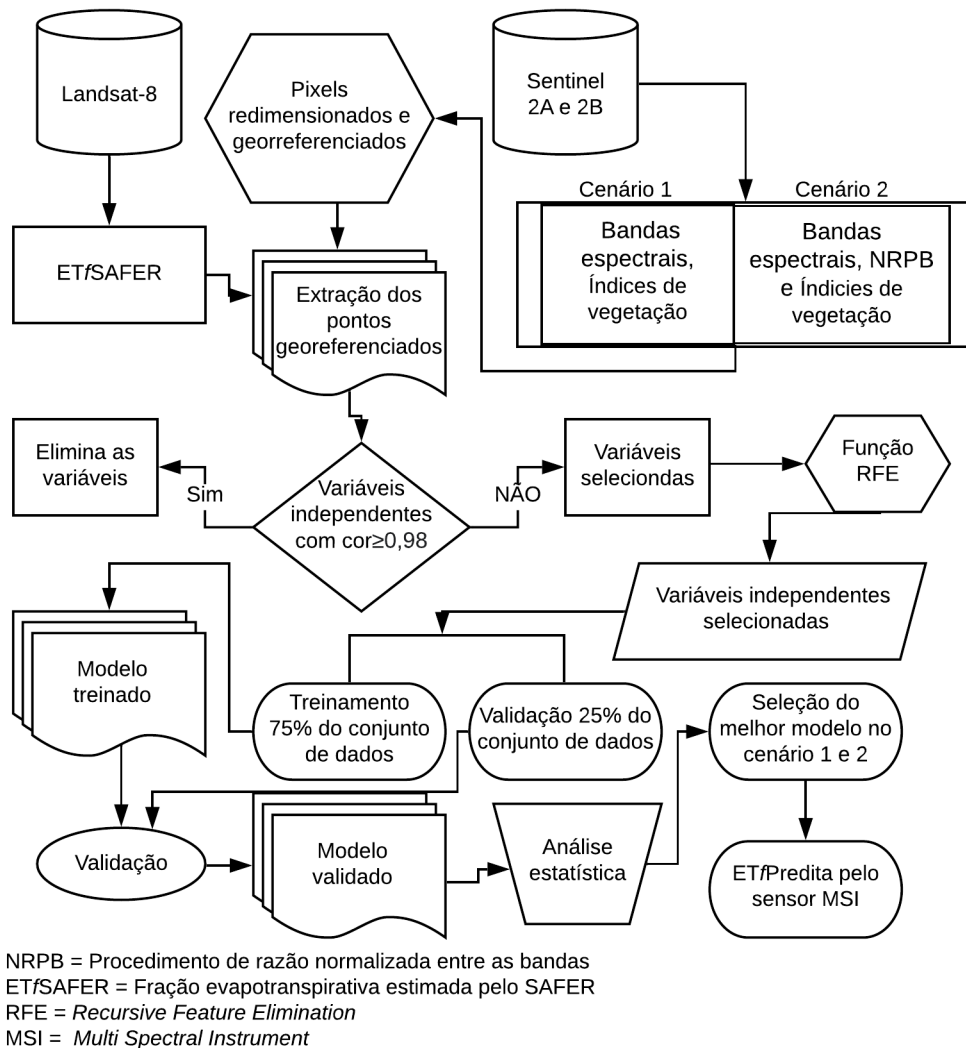 Landsat-8
Pixels
redimensionados e
georreferenciados
Sentinel
2A e 2B
Cenário 1
Cenário 2
Bandas
espectrais,
Índices de
vegetação
Bandas
espectrais, NRPB
e Índicies de
vegetação
ETfSAFER
Extração dos
pontos
georeferenciados
Elimina as
variáveis
Sim
Variáveis
independentes
com cor≥0,98
NÃO
Variáveis
seleciondas
Função
RFE
Variáveis independentes
selecionadas
Modelo
treinado
Treinamento
75% do conjunto
de dados
Validação 25% do
conjunto de dados
Seleção do
melhor modelo no
cenário 1 e 2
Validação
Modelo
validado
Análise
estatística
ETfPredita pelo
sensor MSI
NRPB = Procedimento de razão normalizada entre as bandas
ETfSAFER = Fração evapotranspirativa estimada pelo SAFER
RFE = Recursive Feature Elimination
MSI = Multi Spectral Instrument